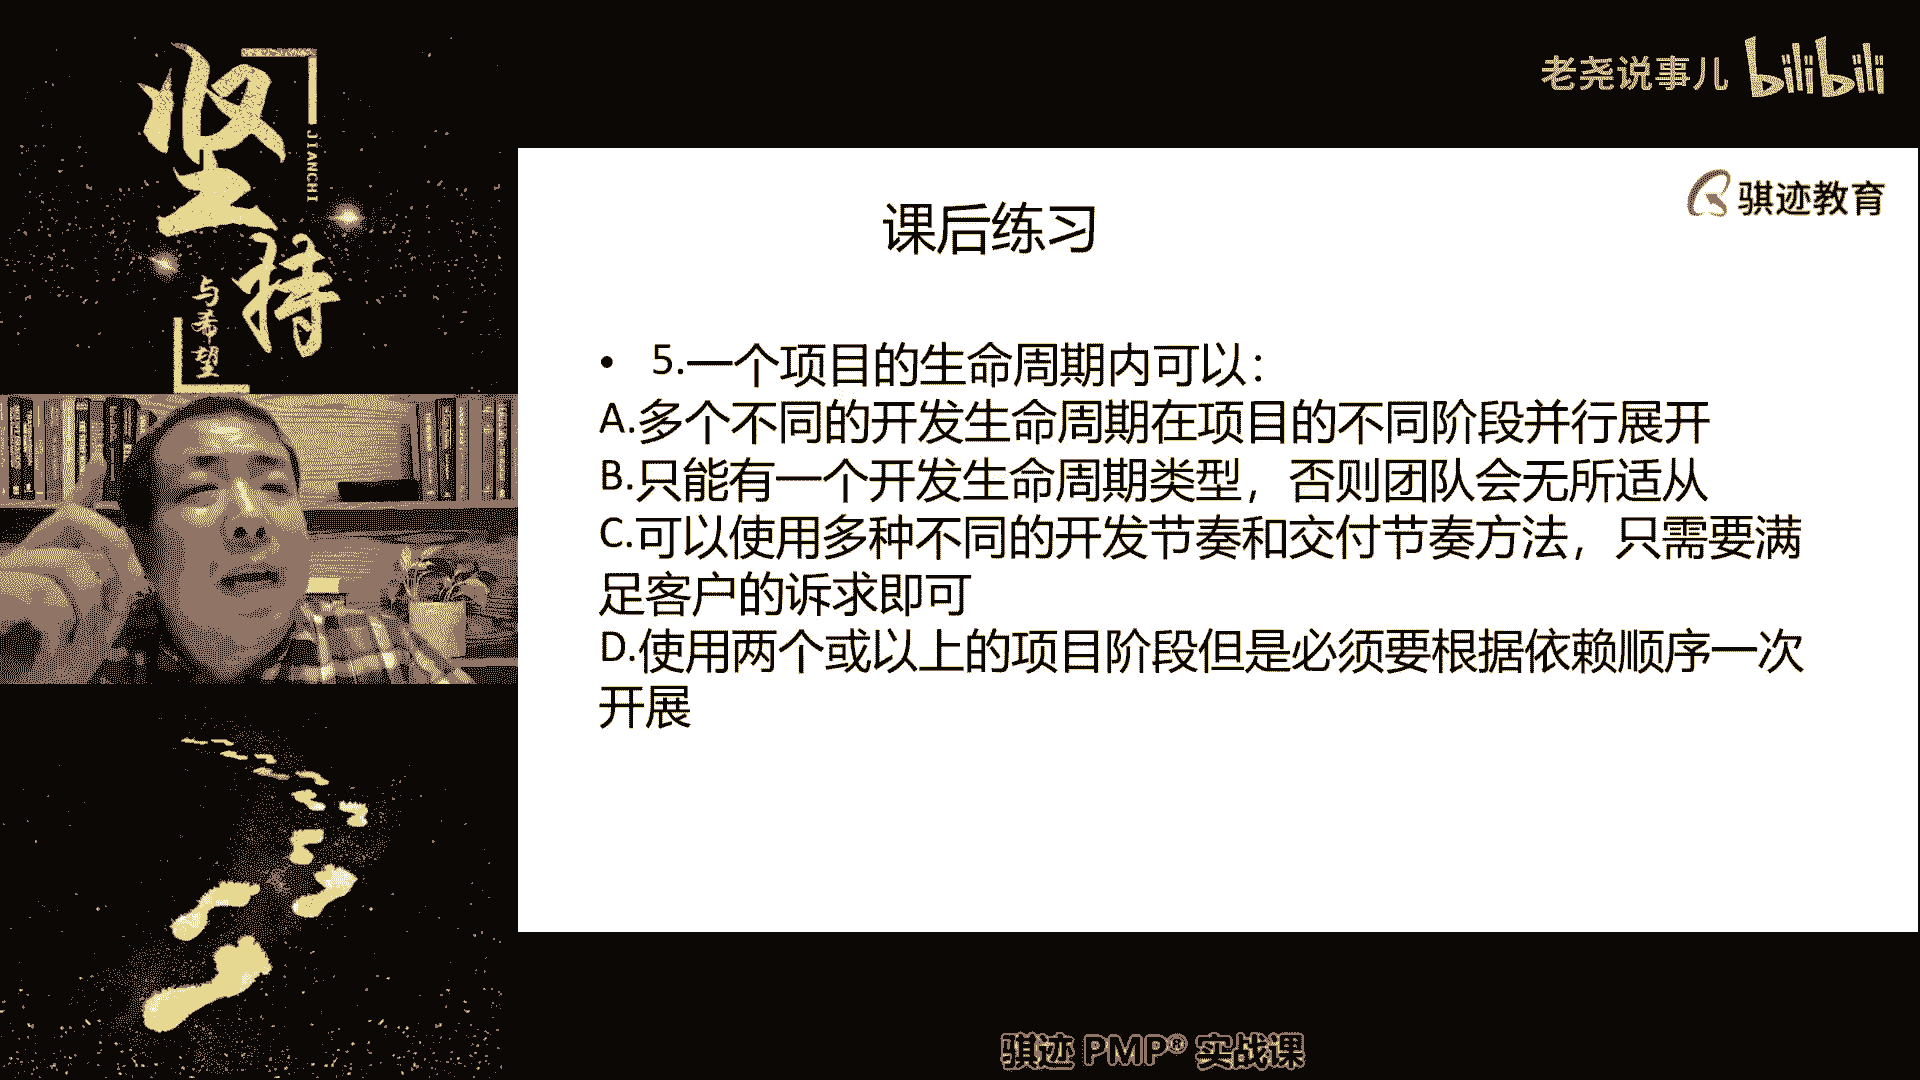 坚持
JIANCHI
与希望
老尧说事儿 bilibili
骐迹教育
课后练习
• 5.一个项目的生命周期内可以：
A.多个不同的开发生命周期在项目的不同阶段并行展开
B.只能有一个开发生命周期类型，否则团队会无所适从
C.可以使用多种不同的开发节奏和交付节奏方法，只需要满
足客户的诉求即可
D.使用两个或以上的项目阶段但是必须要根据依赖顺序一次
开展
骐迹 PMP® 实战课